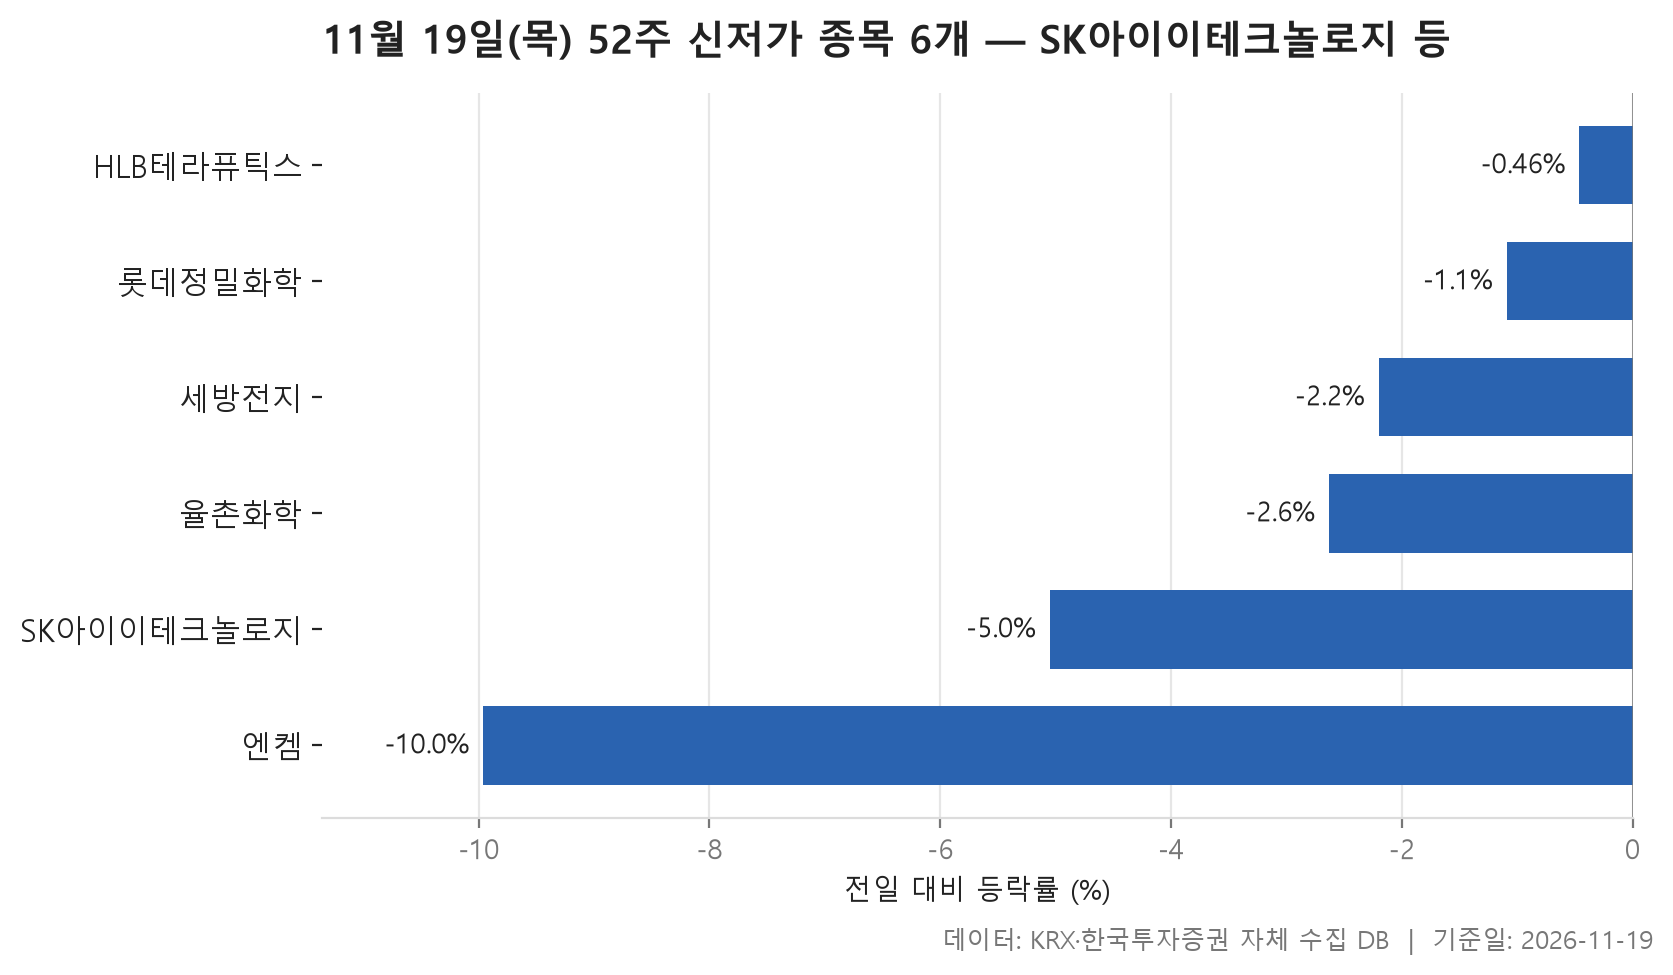 11월 19일(목) 52주 신저가 종목 6개 — SK아이이테크놀로지 등
HLB테라퓨틱스
-0.46%
롯데정밀화학
-1.1%
세방전지
-2.2%
율촌화학
-2.6%
SK아이이테크놀로지
-5.0%
엔켐
-10.0%
-10 -8 -6 -4 -2 0
전일 대비 등락률 (%)
데이터: KRX·한국투자증권 자체 수집 DB | 기준일: 2026-11-19